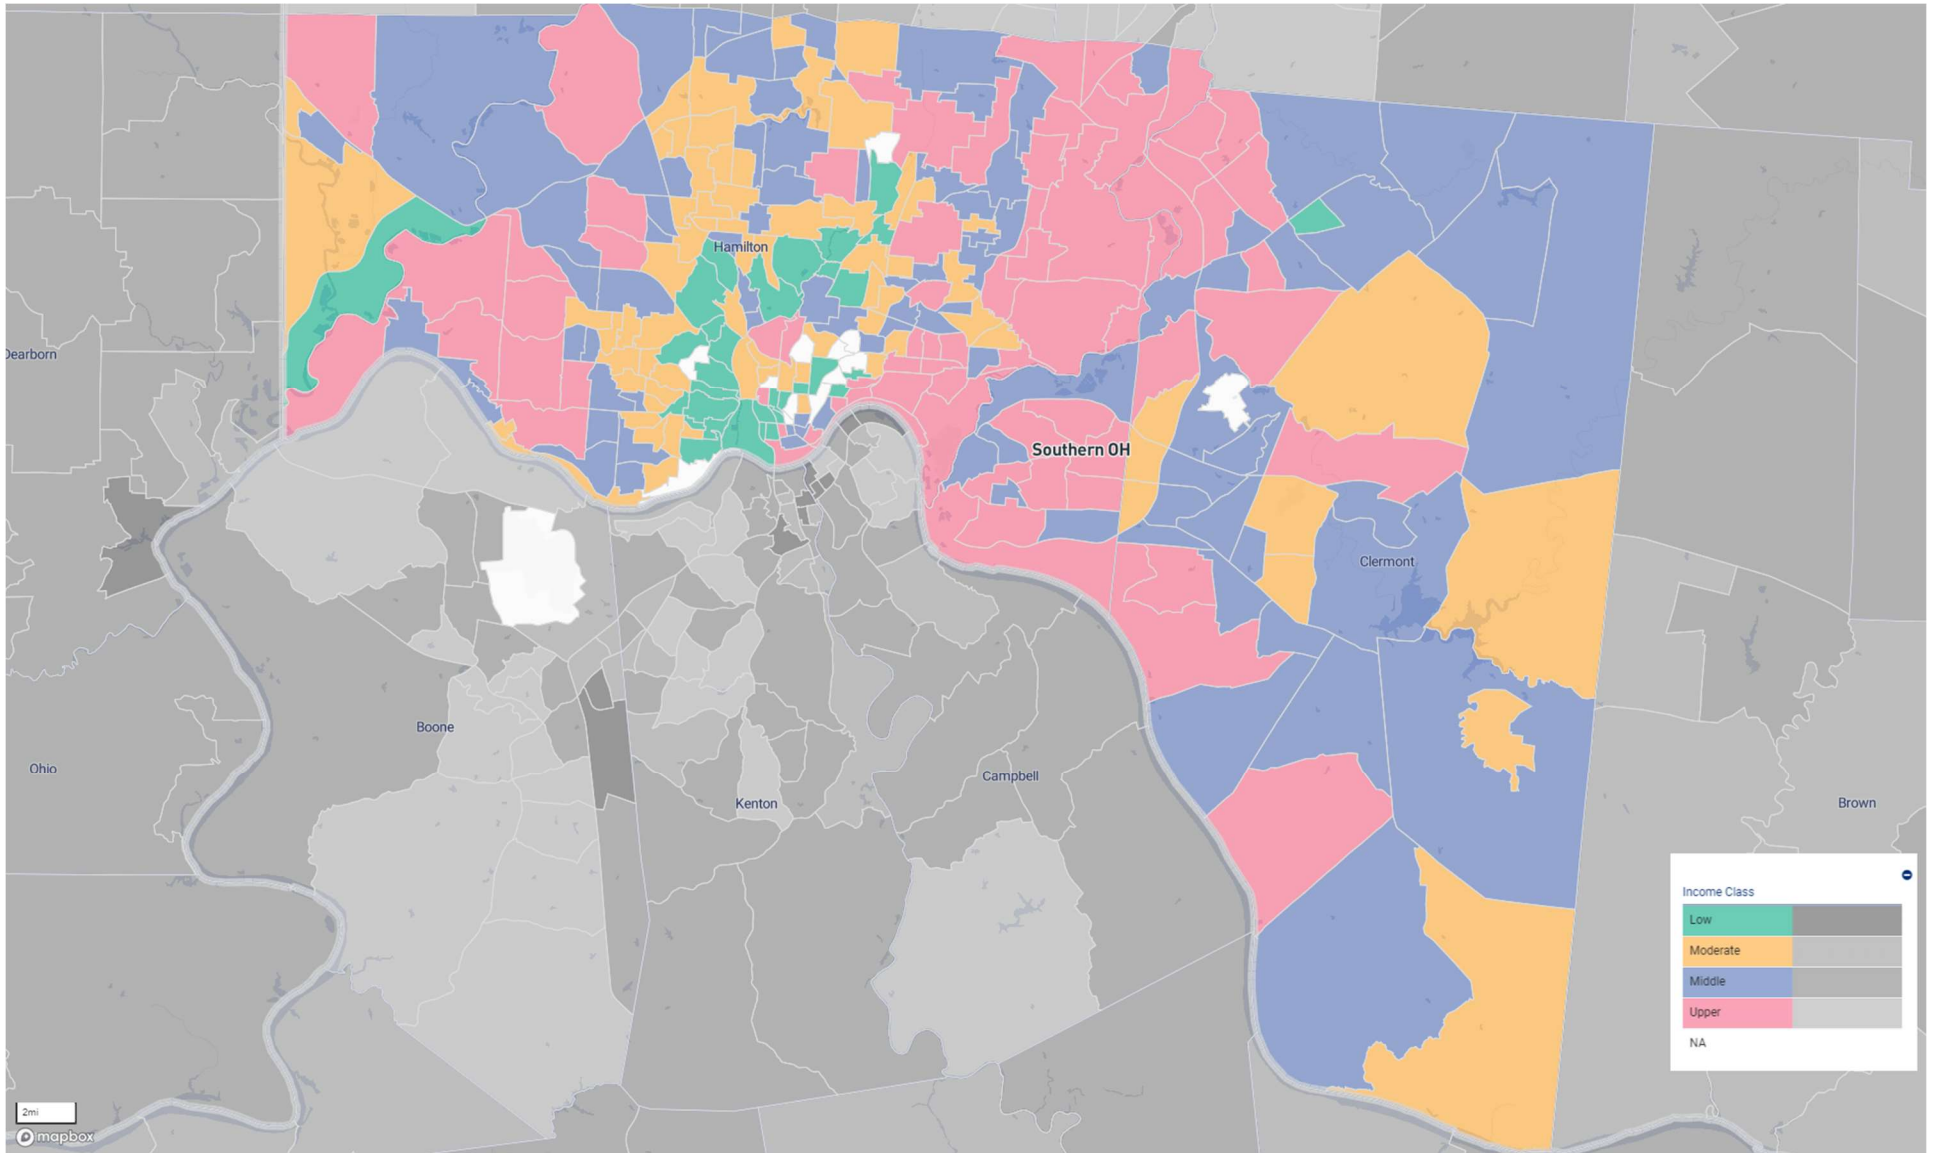 Hamilton
Dearborn
Southern OH
Clermont
Boone
Ohio
Campbell
Kenton
Brown
Income Class
Low
Moderate
Middle
Upper
NA
2mi
mapbox